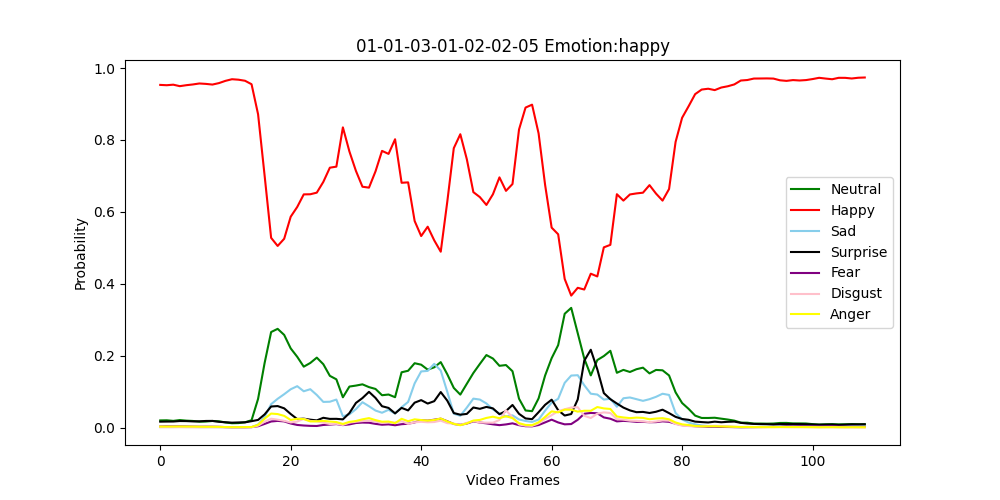 01-01-03-01-02-02-05 Emotion:happy
Probability
1.0
0.8
0.6
0.4
0.2
0.0
Neutral
Happy
Sad
Surprise
Fear
Disgust
Anger
0 20 40 60 80 100
Video Frames